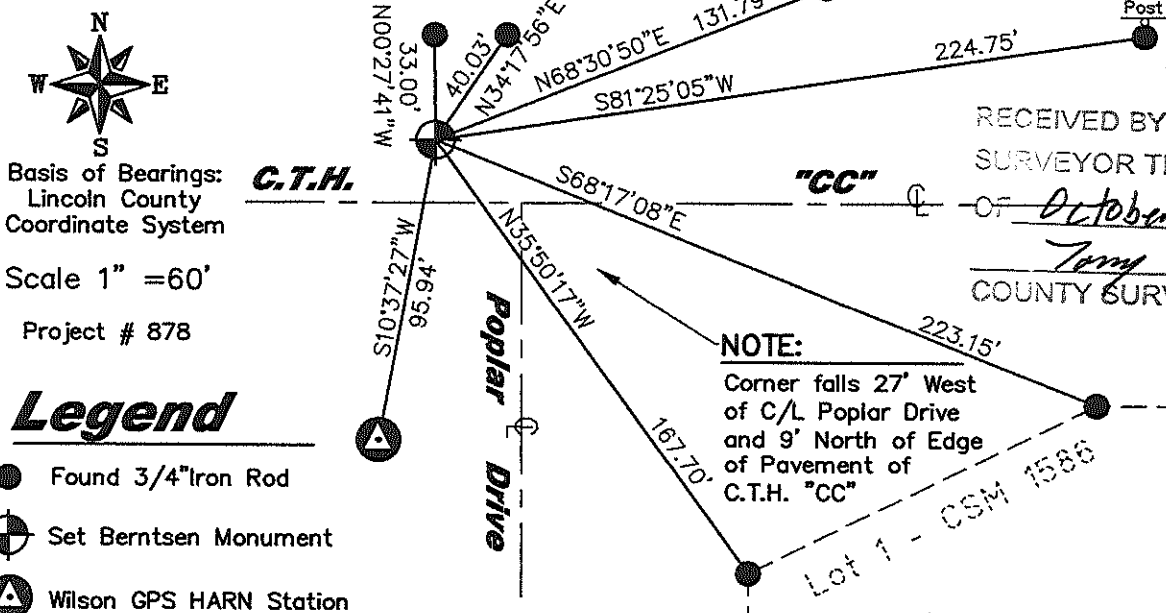 N
W E
S
Basis of Bearings:
Lincoln County
Coordinate System
Scale 1" =60'
Project # 878
Legend
Found 3/4"Iron Rod
Set Berntsen Monument
Wilson GPS HARN Station
N00°27'41"W
33.00'
40.03'
N34°17'56"E
N68°30'50"E 131.79
S81°25'05"W 224.75'
Post
C.T.H. "CC"
S68°17'08"E 223.15'
N35°50'17"W 167.70'
S10°37'27"W
95.94'
Poplar Drive
NOTE:
Corner falls 27' West
of C/L Poplar Drive
and 9' North of Edge
of Pavement of
C.T.H. "CC"
Lot 1 - CSM 1586
RECEIVED BY
SURVEYOR
OF October
Tony
COUNTY